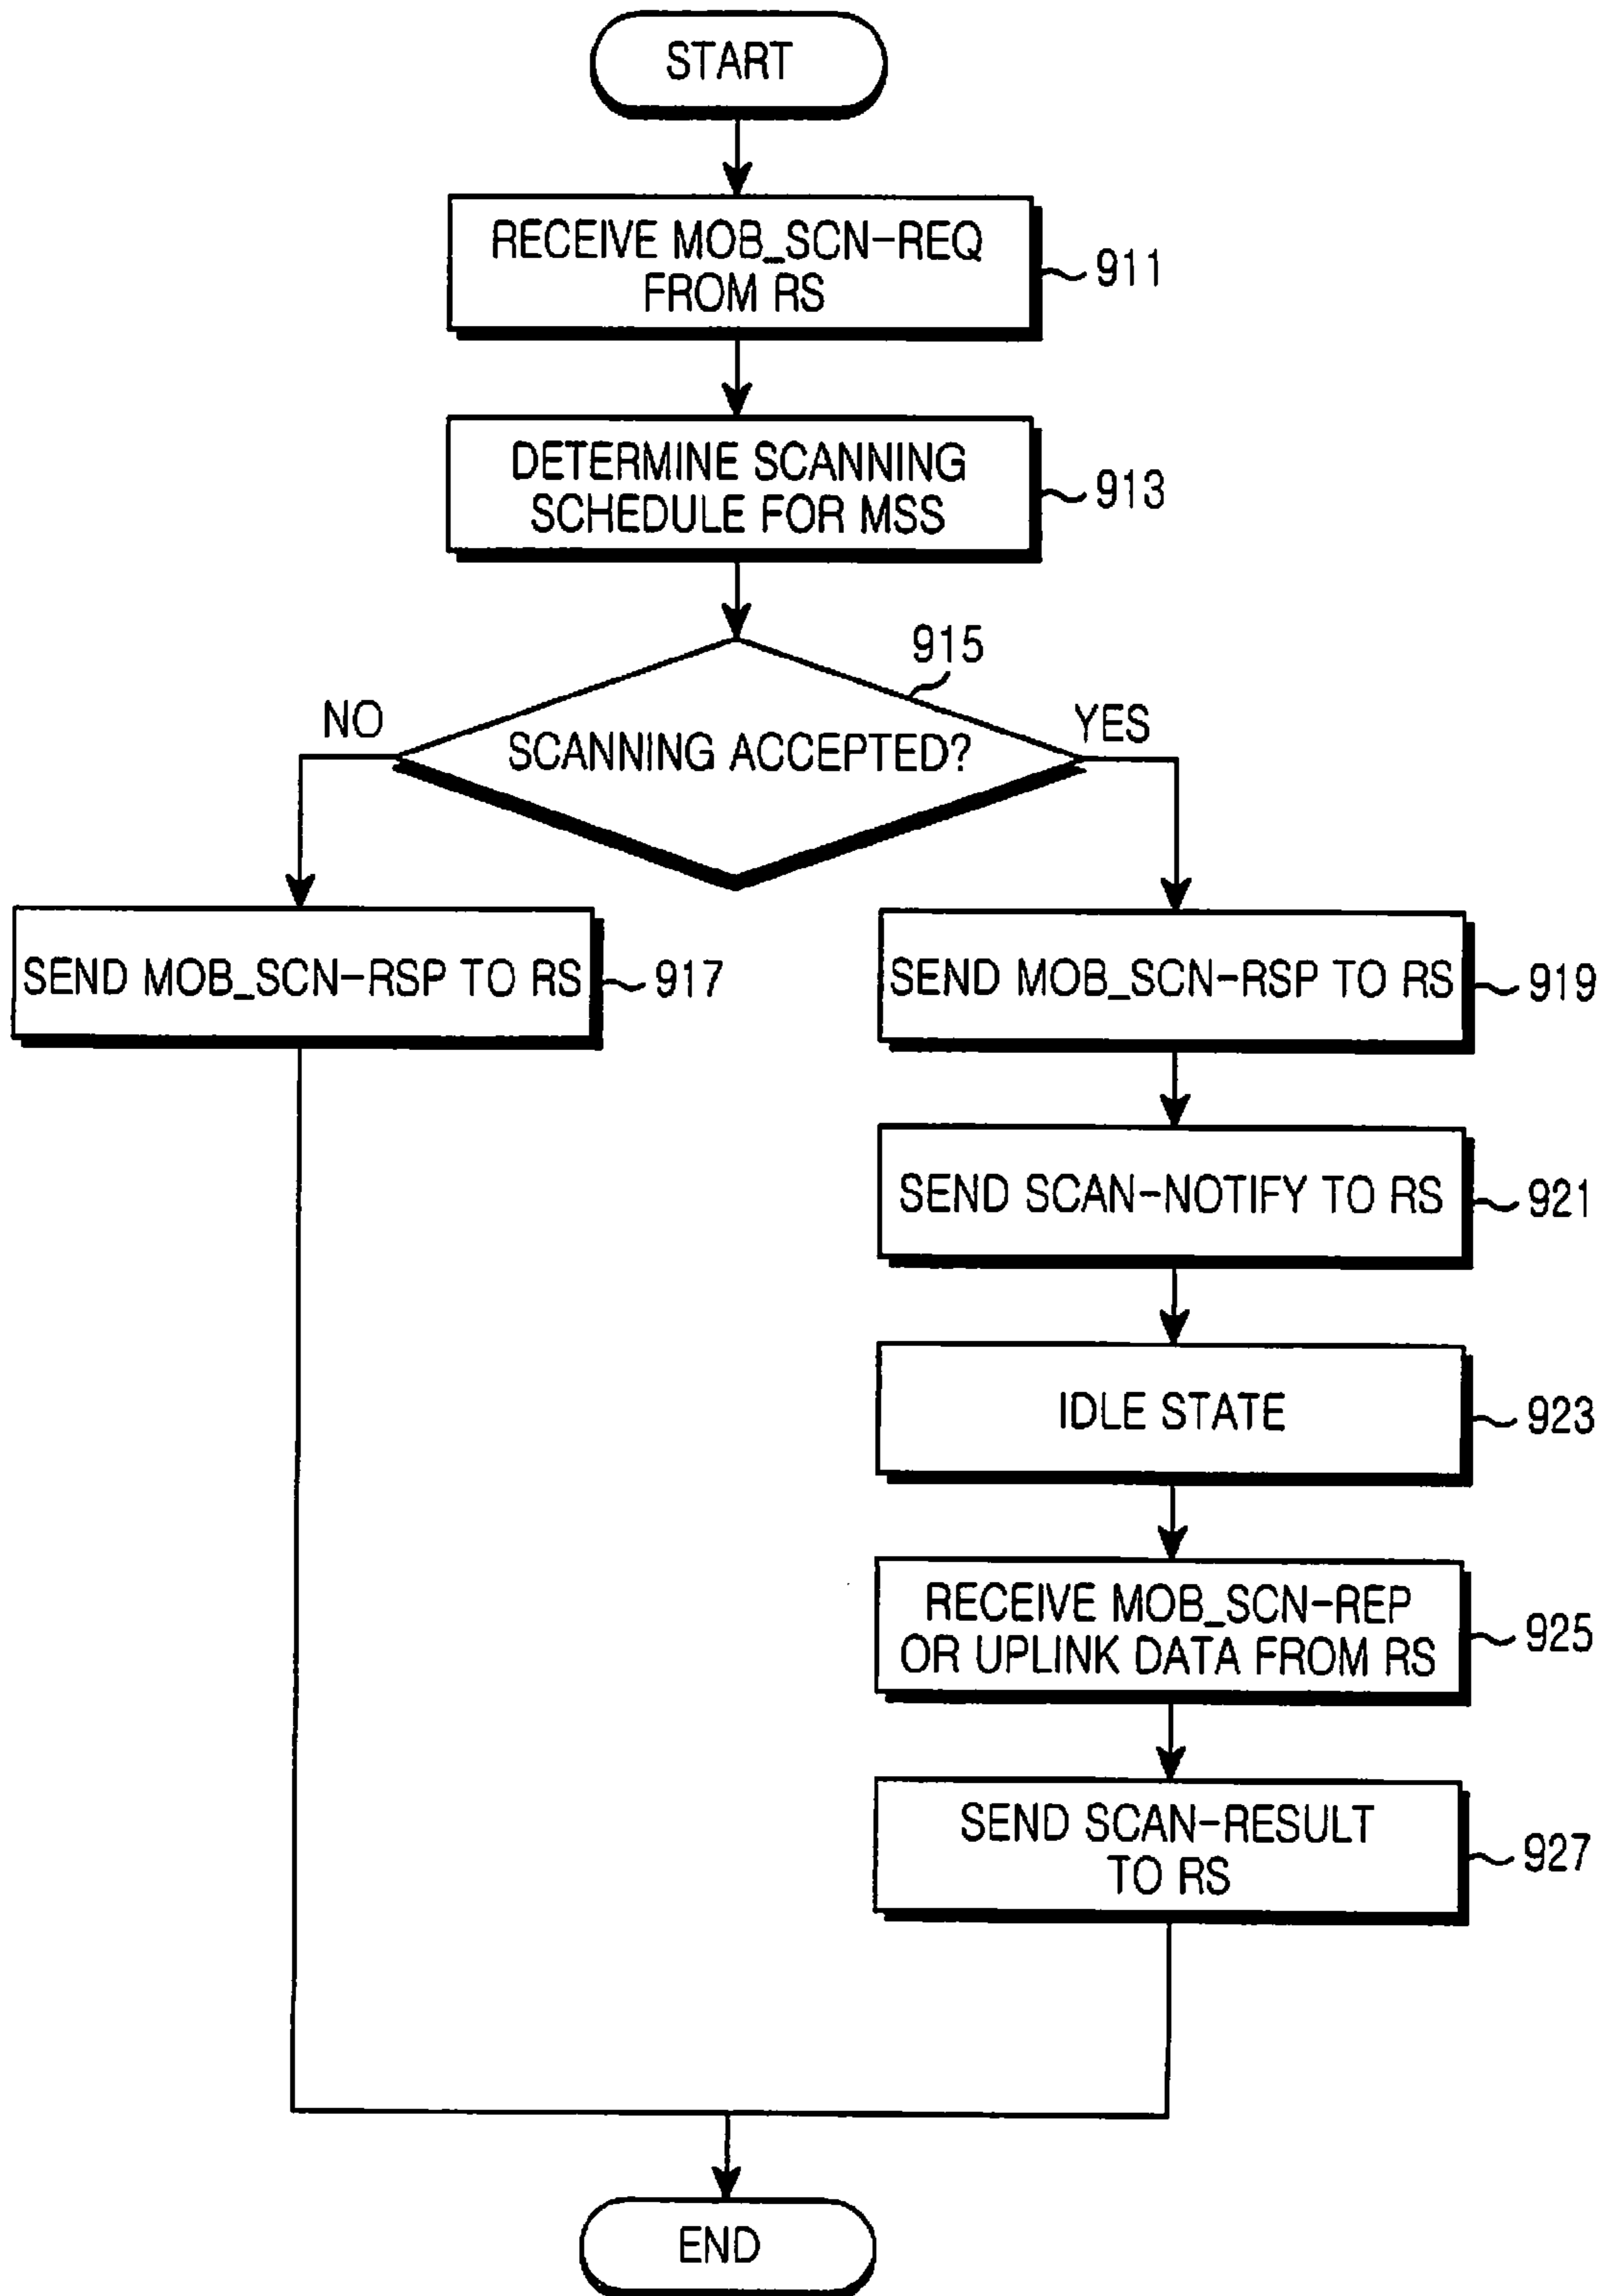 START
RECEIVE MOB_SCN-REQ
FROM RS
911
DETERMINE SCANNING
SCHEDULE FOR MSS
913
915
NO
YES
SCANNING ACCEPTED?
SEND MOB_SCN-RSP TO RS
917
SEND MOB_SCN-RSP TO RS
919
SEND SCAN-NOTIFY TO RS
921
IDLE STATE
923
RECEIVE MOB_SCN-REP
OR UPLINK DATA FROM RS
925
SEND SCAN-RESULT
TO RS
927
END